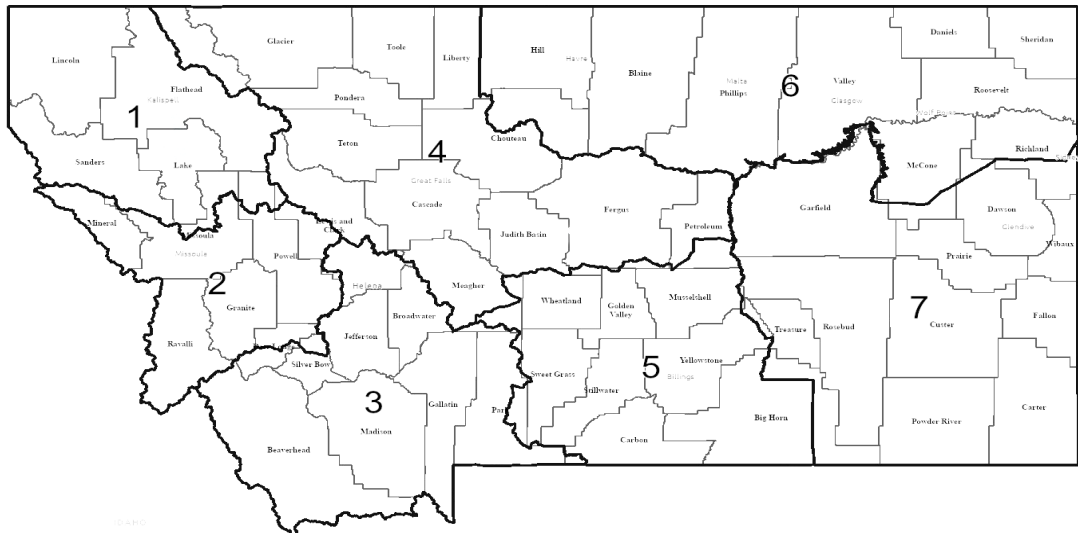 Lincoln
Flathead
Kalispell
1
Sanders
Lake
Glacier
Toole
Liberty
Pondera
Teton
4
Chouteau
Great Falls
Cascade
Lewis and
Clark
Judith Basin
Fergus
Petroleum
Meagher
Hill
Havre
Blaine
Malta
Phillips
6
Valley
Glasgow
Daniels
Sheridan
Roosevelt
Wolf Point
Richland
McCone
Mineral
Missoula
Missoula
2
Powell
Granite
Ravalli
Deer Lodge
Helena
Broadwater
Jefferson
Silver Bow
3
Madison
Gallatin
Beaverhead
Wheatland
Golden
Valley
Musselshell
Sweet Grass
Stillwater
5
Yellowstone
Billings
Carbon
Big Horn
Garfield
Dawson
Glendive
Wibaux
Prairie
7
Custer
Fallon
Treasure
Rosebud
Powder River
Carter
IDAHO